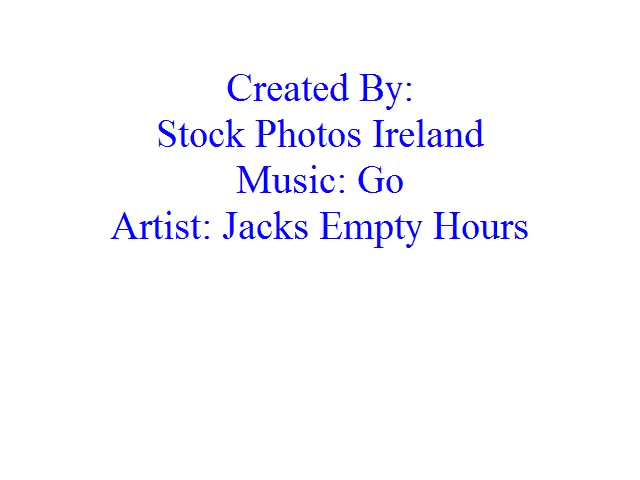 Created By:
Stock Photos Ireland
Music: Go
Artist: Jacks Empty Hours